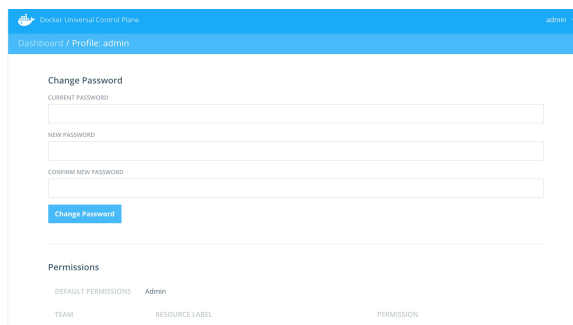 Docker Universal Control Plane
admin
Dashboard / Profile: admin
Change Password
CURRENT PASSWORD
NEW PASSWORD
CONFIRM NEW PASSWORD
Change Password
Permissions
DEFAULT PERMISSIONS Admin
TEAM RESOURCE LABEL PERMISSION